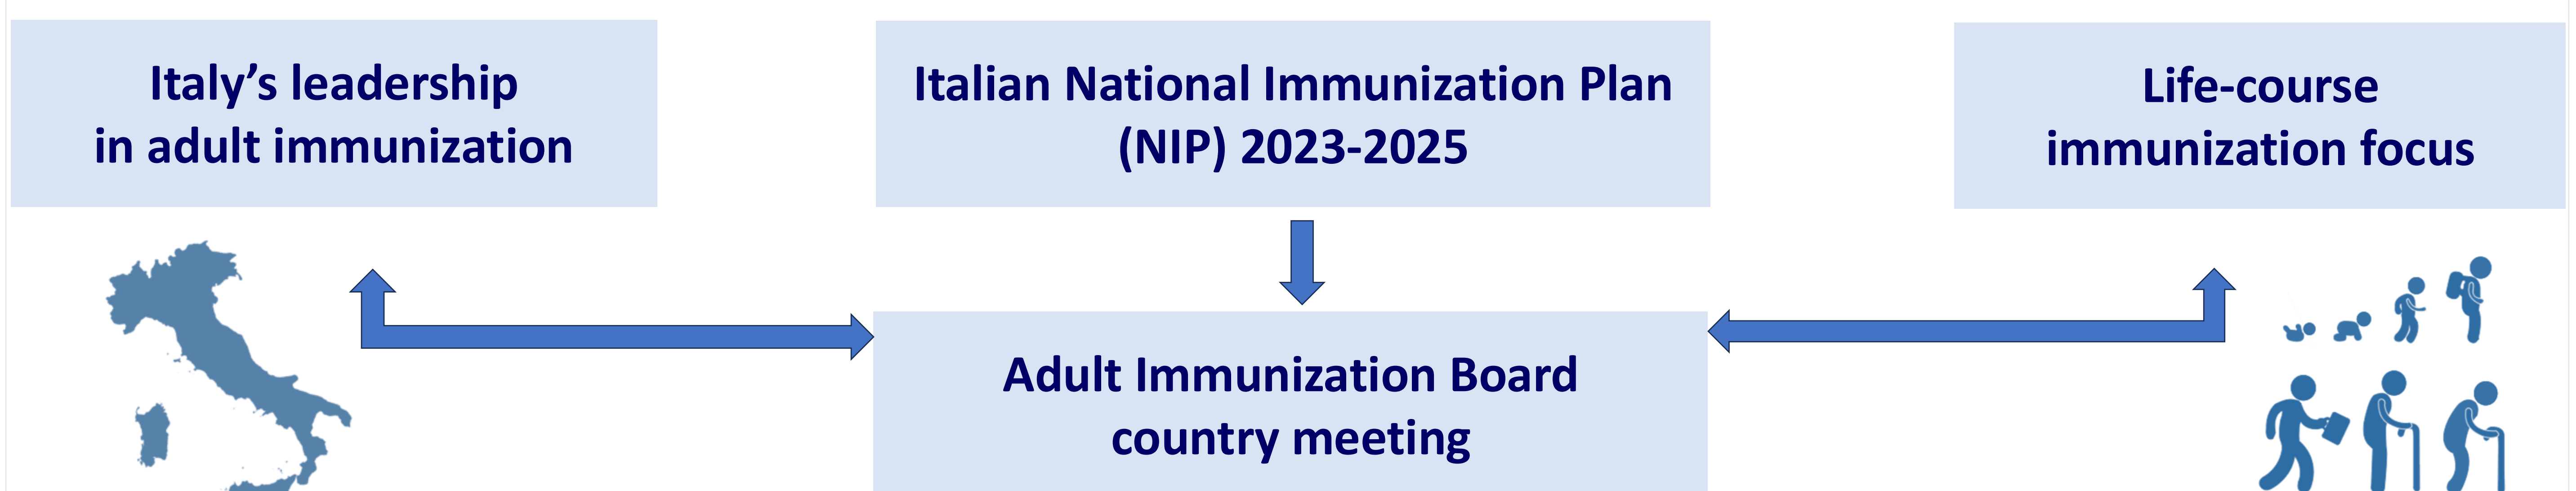 Italy’s leadership
in adult immunization
Italian National Immunization Plan
(NIP) 2023-2025
Life-course
immunization focus
Adult Immunization Board
country meeting